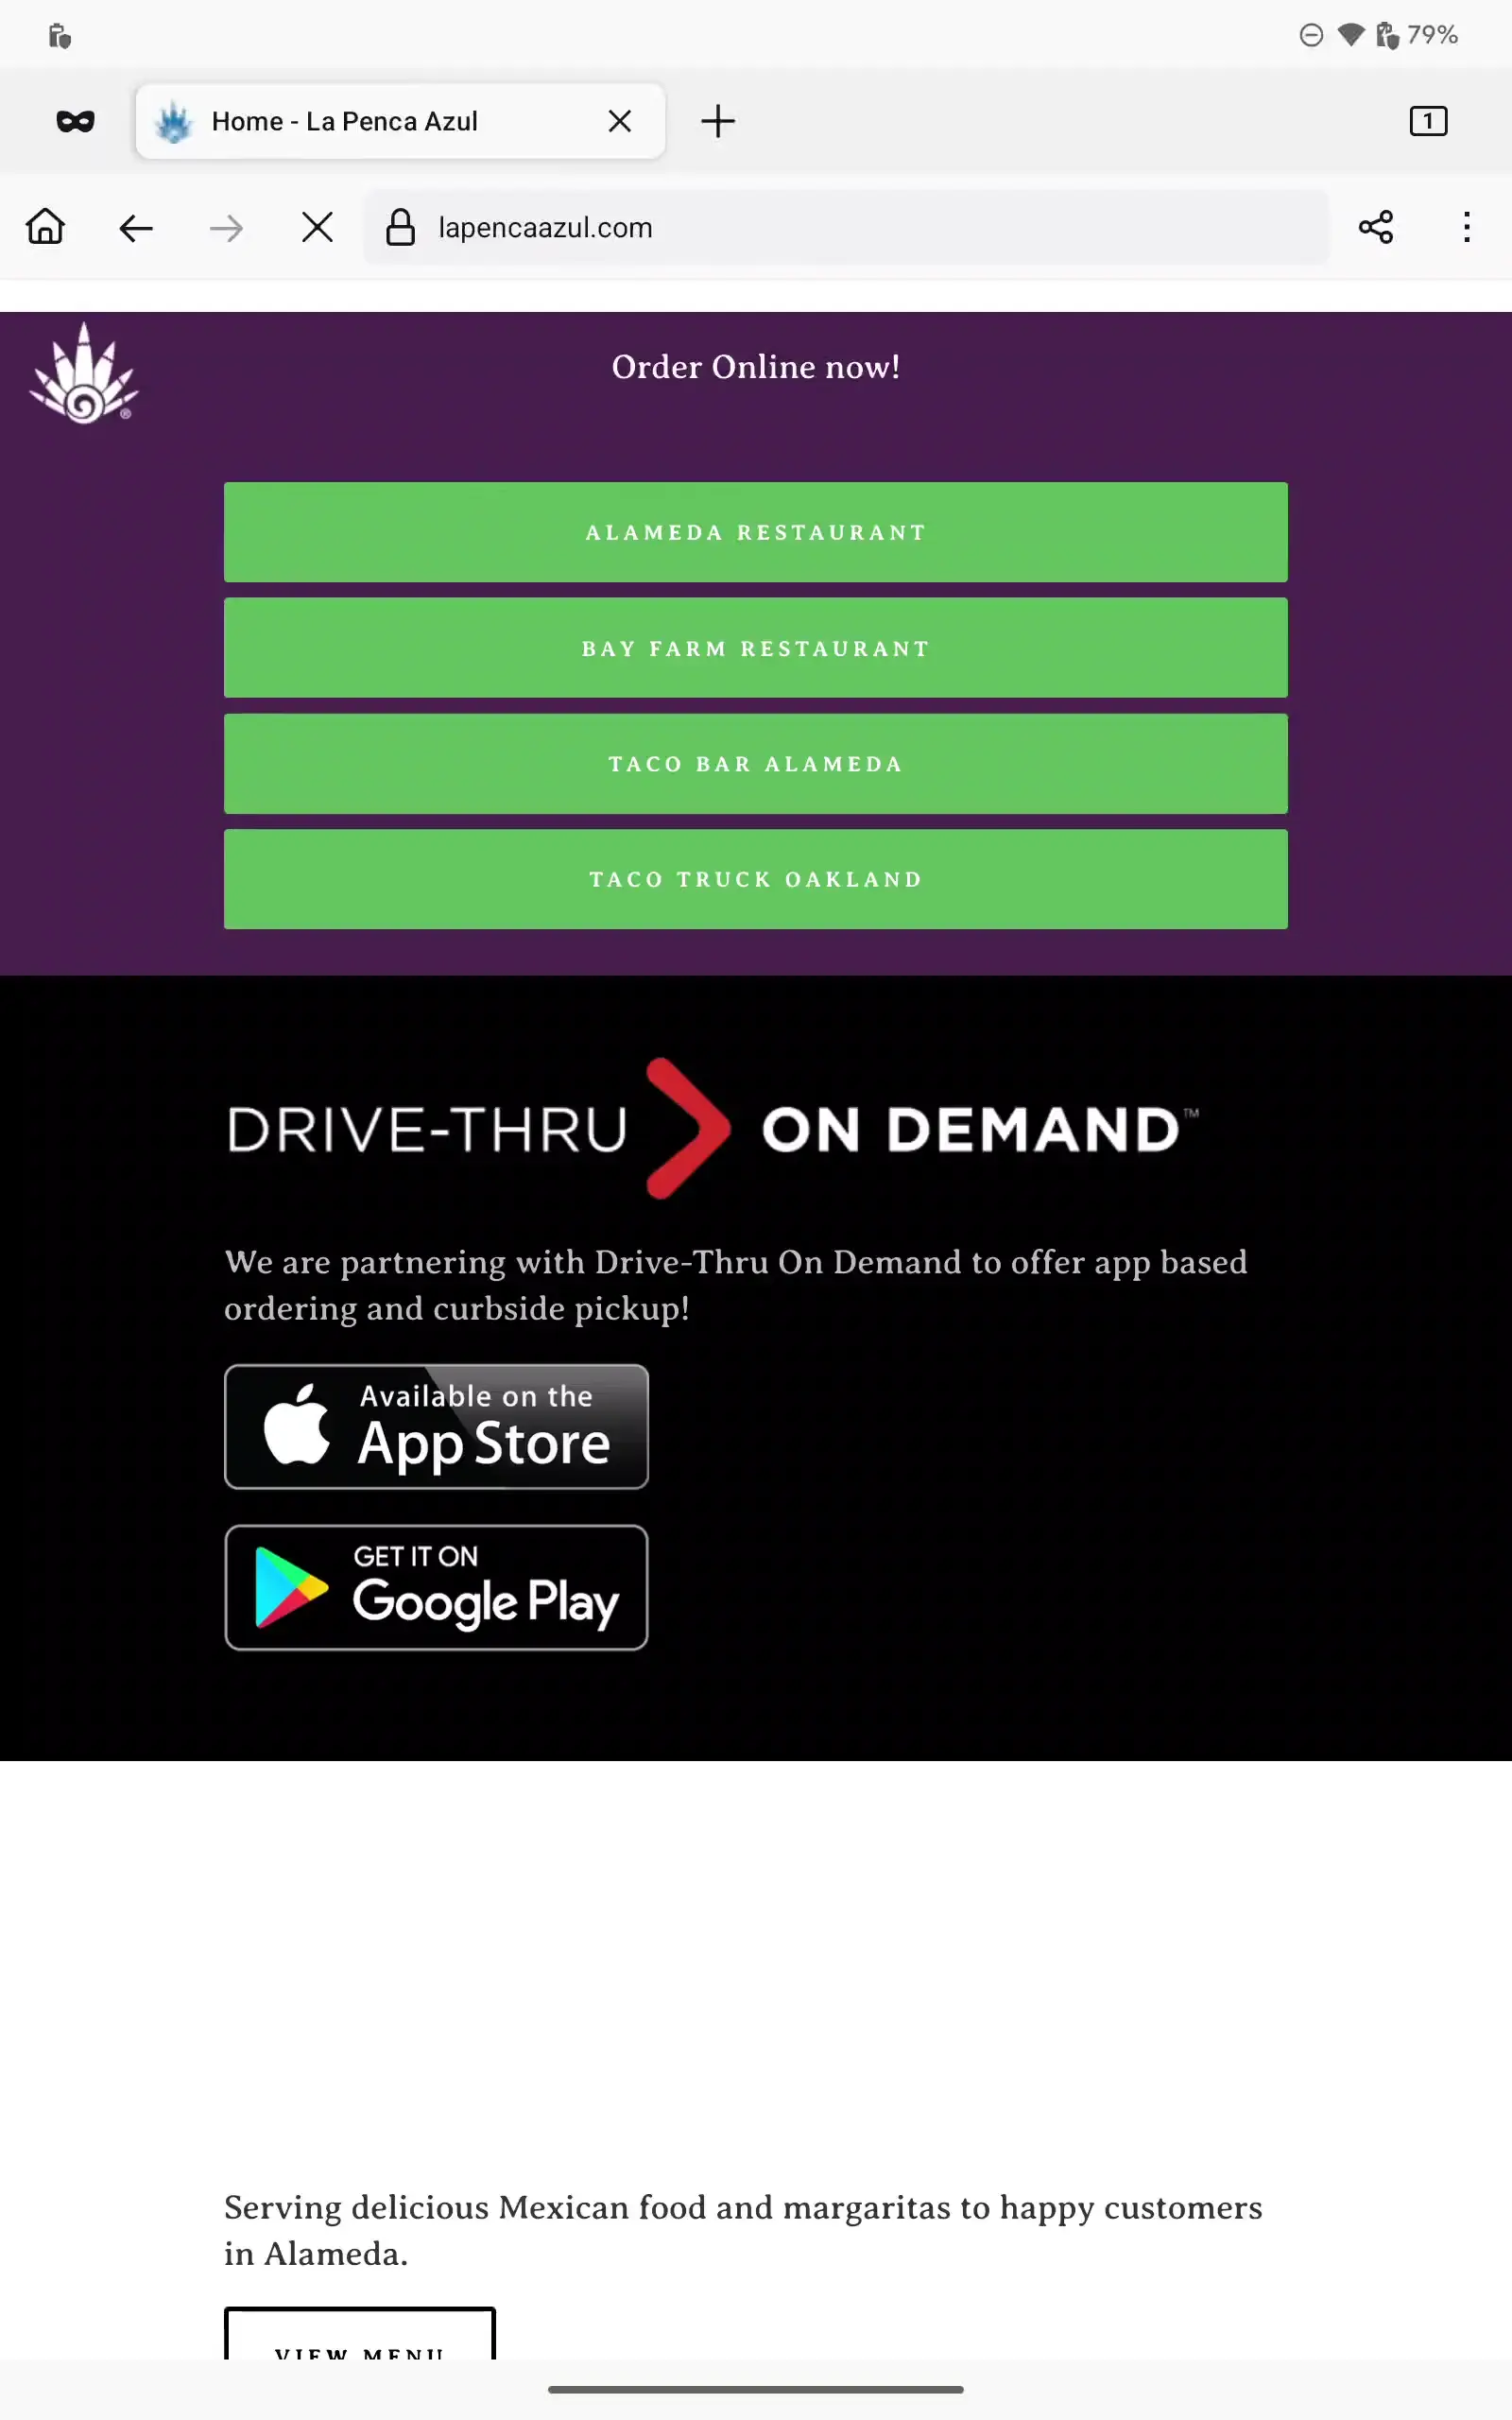 79%
Home - La Penca Azul
1
lapencaazul.com
®
Order Online now!
ALAMEDA RESTAURANT
BAY FARM RESTAURANT
TACO BAR ALAMEDA
TACO TRUCK OAKLAND
DRIVE-THRU ON DEMAND™
We are partnering with Drive-Thru On Demand to offer app based
ordering and curbside pickup!
Available on the
App Store
GET IT ON
Google Play
Serving delicious Mexican food and margaritas to happy customers
in Alameda.
VIEW MENU